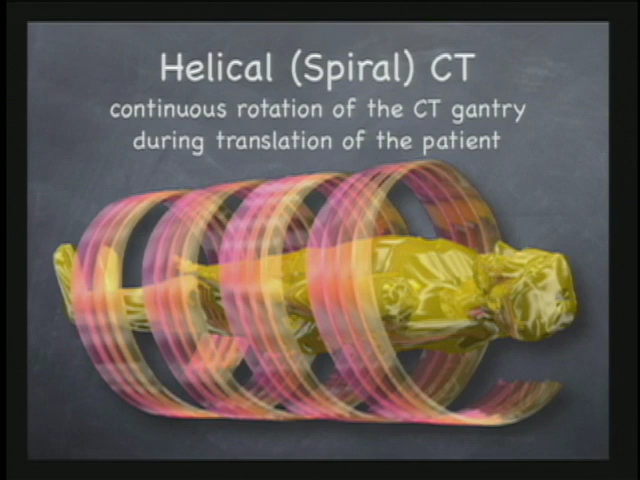 Helical (Spiral) CT
continuous rotation of the CT gantry
during translation of the patient